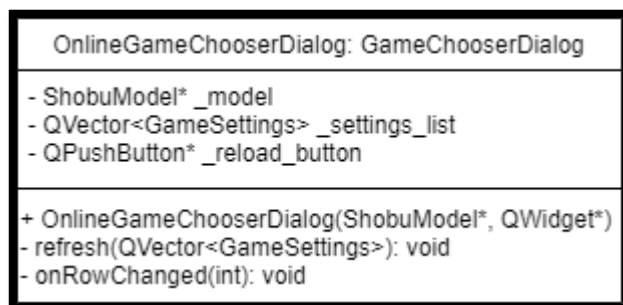 OnlineGameChooserDialog: GameChooserDialog
- ShobuModel* _model
- QVector<GameSettings> _settings_list
- QPushButton* _reload_button
+ OnlineGameChooserDialog(ShobuModel*, QWidget*)
- refresh(QVector<GameSettings>): void
- onRowChanged(int): void